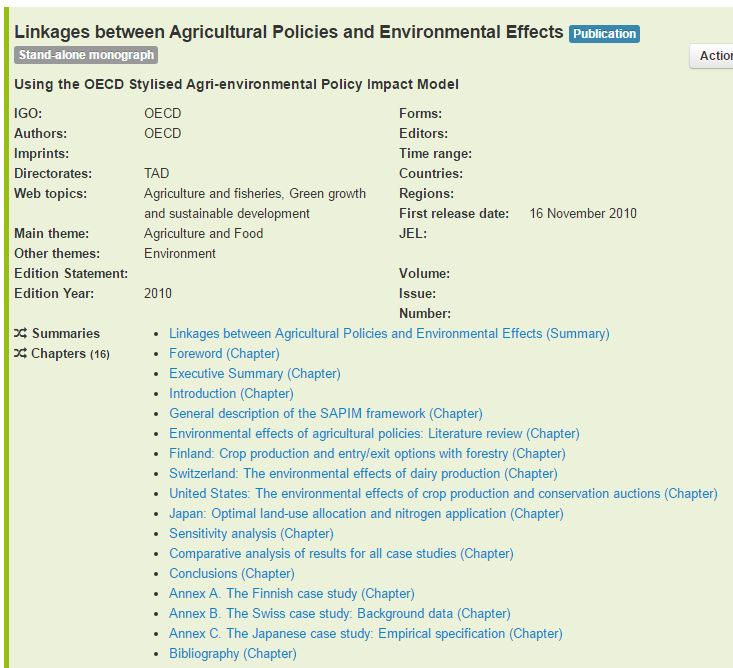 Linkages between Agricultural Policies and Environmental Effects Publication
Stand-alone monograph
Action
Using the OECD Stylised Agri-environmental Policy Impact Model
IGO: OECD Forms:
Authors: OECD Editors:
Imprints: Time range:
Directorates: TAD Countries:
Web topics: Agriculture and fisheries, Green growth Regions:
and sustainable development First release date: 16 November 2010
Main theme: Agriculture and Food JEL:
Other themes: Environment
Edition Statement: Volume:
Edition Year: 2010 Issue:
Number:
Summaries • Linkages between Agricultural Policies and Environmental Effects (Summary)
Chapters (16) • Foreword (Chapter)
• Executive Summary (Chapter)
• Introduction (Chapter)
• General description of the SAPIM framework (Chapter)
• Environmental effects of agricultural policies: Literature review (Chapter)
• Finland: Crop production and entry/exit options with forestry (Chapter)
• Switzerland: The environmental effects of dairy production (Chapter)
• United States: The environmental effects of crop production and conservation auctions (Chapter)
• Japan: Optimal land-use allocation and nitrogen application (Chapter)
• Sensitivity analysis (Chapter)
• Comparative analysis of results for all case studies (Chapter)
• Conclusions (Chapter)
• Annex A. The Finnish case study (Chapter)
• Annex B. The Swiss case study: Background data (Chapter)
• Annex C. The Japanese case study: Empirical specification (Chapter)
• Bibliography (Chapter)